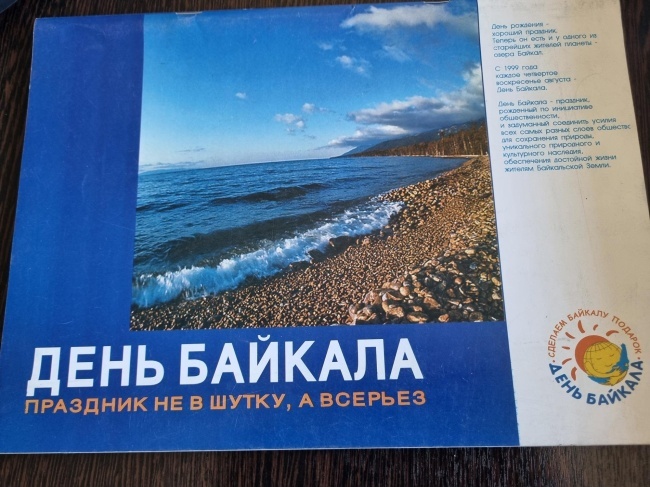 День рождения -
хороший праздник,
Теперь он есть и у одного из
старейших жителей планеты -
озера Байкал.
С 1999 года
каждое четвертое
воскресенье августа -
День Байкала.
День Байкала - праздник,
рожденный по инициативе
общественности,
и задуманный соединить усилия
всех самых разных слоев общества:
для сохранения природы,
уникального природного и
культурного наследия,
обеспечения достойной жизни
жителям Байкальской Земли.
ДЕНЬ БАЙКАЛА
ПРАЗДНИК НЕ В ШУТКУ, А ВСЕРЬЕЗ
СДЕЛАЕМ БАЙКАЛУ ПОДАРОК
ДЕНЬ БАЙКАЛА